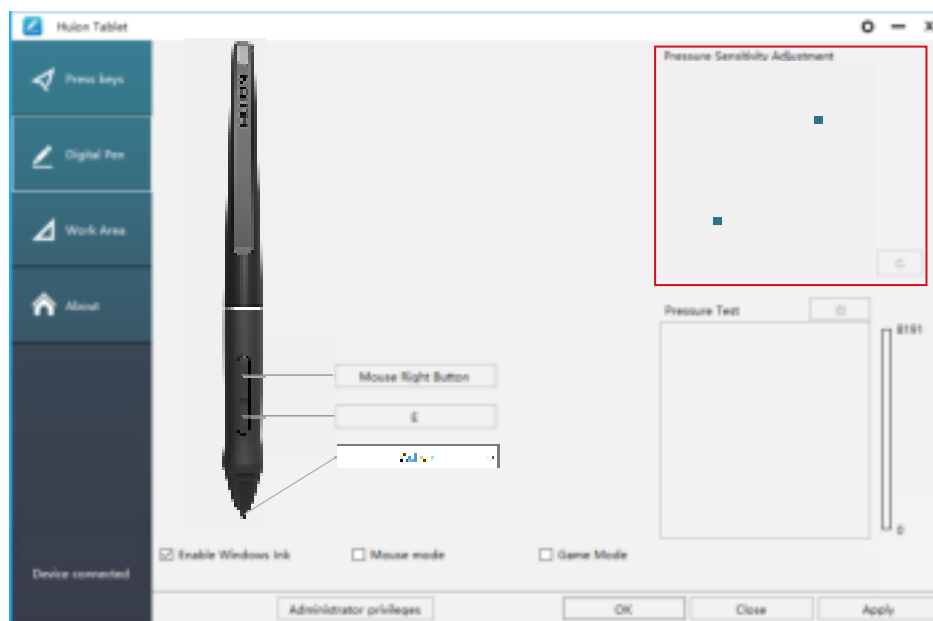 Huion Tablet
Press keys
Digital Pen
Work Area
About
Device connected
HUION
Mouse Right Button
E
Enable Windows Ink
Mouse mode
Game Mode
Pressure Sensitivity Adjustment
Pressure Test
8191
0
Administrator privileges
OK
Close
Apply